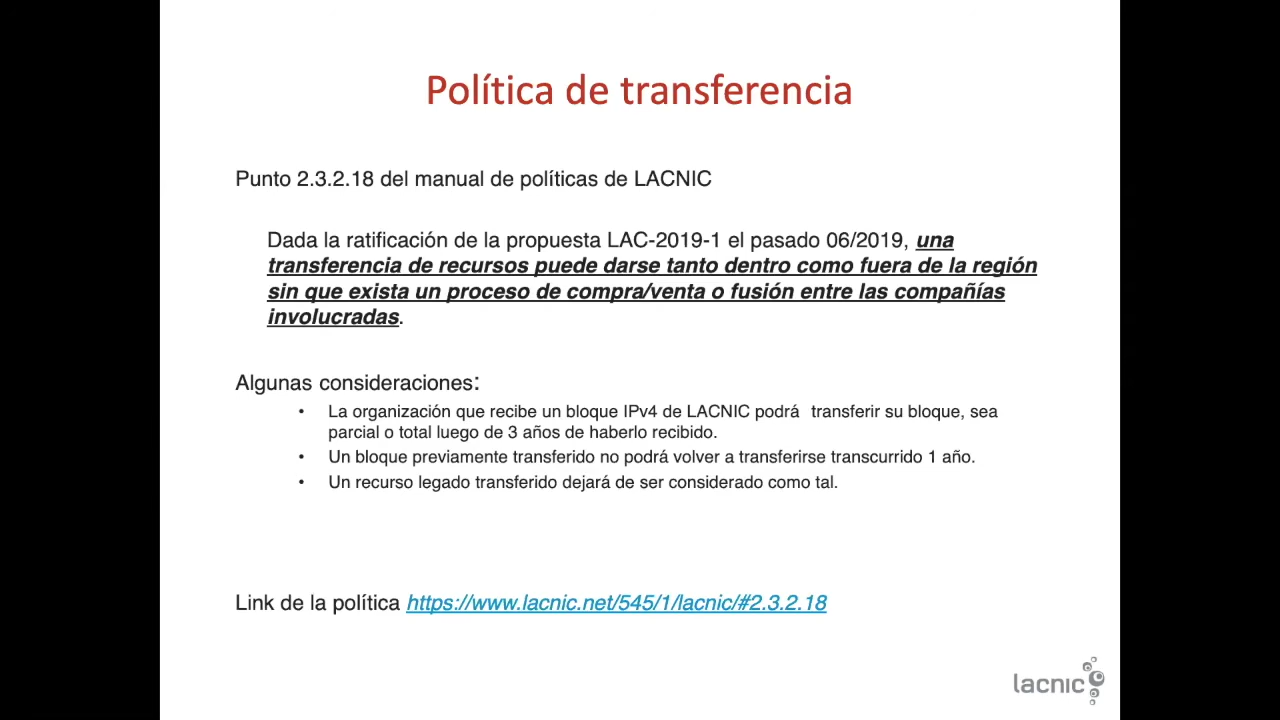 Política de transferencia
Punto 2.3.2.18 del manual de políticas de LACNIC
Dada la ratificación de la propuesta LAC-2019-1 el pasado 06/2019, una
transferencia de recursos puede darse tanto dentro como fuera de la región
sin que exista un proceso de compra/venta o fusión entre las compañías
involucradas.
Algunas consideraciones:
• La organización que recibe un bloque IPv4 de LACNIC podrá transferir su bloque, sea
parcial o total luego de 3 años de haberlo recibido.
• Un bloque previamente transferido no podrá volver a transferirse transcurrido 1 año.
• Un recurso legado transferido dejará de ser considerado como tal.
Link de la política https://www.lacnic.net/545/1/lacnic/#2.3.2.18
lacnic